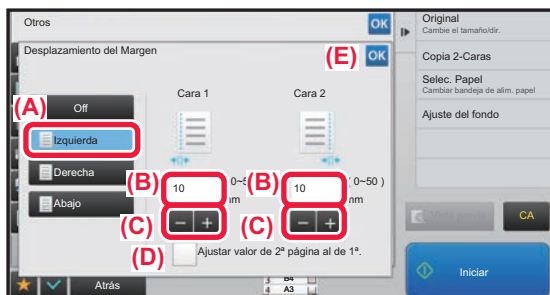 Otros
OK
Original
Cambie el tamaño/dir.
Desplazamiento del Margen
(E)
OK
Copia 2-Caras
Selec. Papel
Cambiar bandeja de alim. papel
Ajuste del fondo
(A)
Off
Cara 1
Cara 2
Izquierda
Derecha
(B)
10
(B)
10
( 0~50 )
mm
Abajo
(C)
− +
(C)
− +
(D)
Ajustar valor de 2ª página al de 1ª.
CA
Iniciar
Atrás
3 B4
4 A3